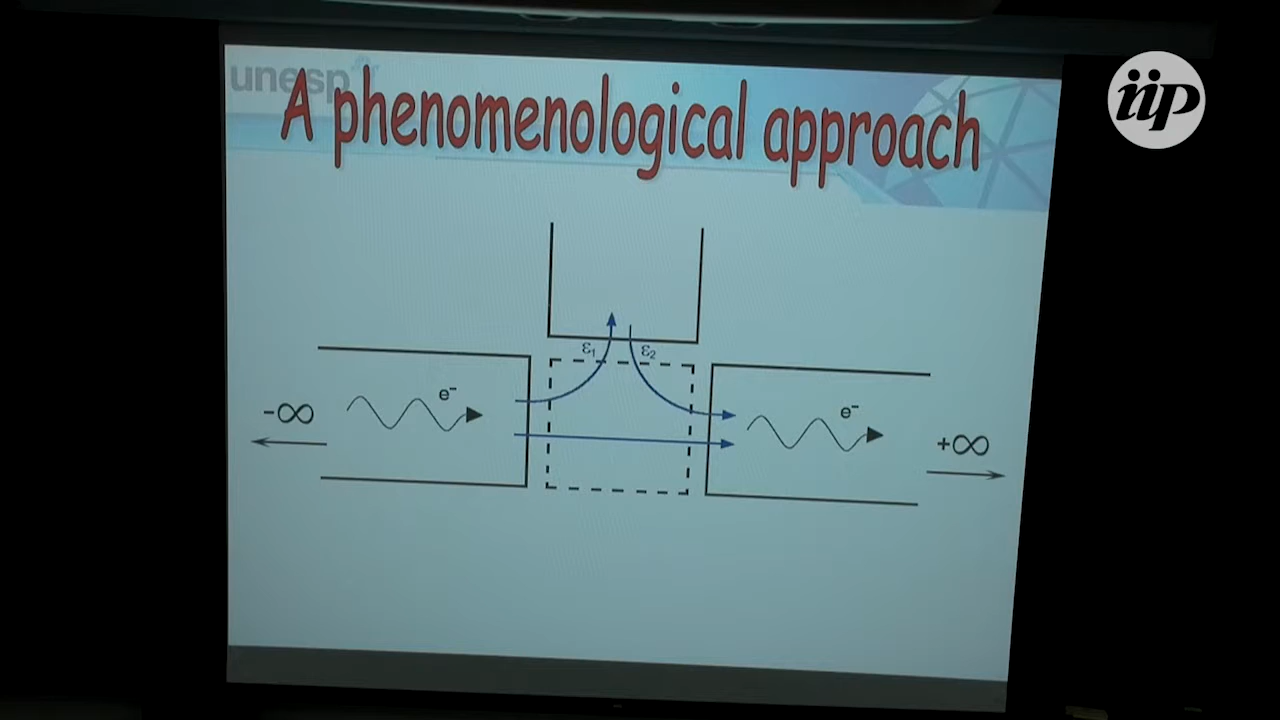 unesp
iip
A phenomenological approach
ε₁ ε₂
e⁻
e⁻
-∞
+∞